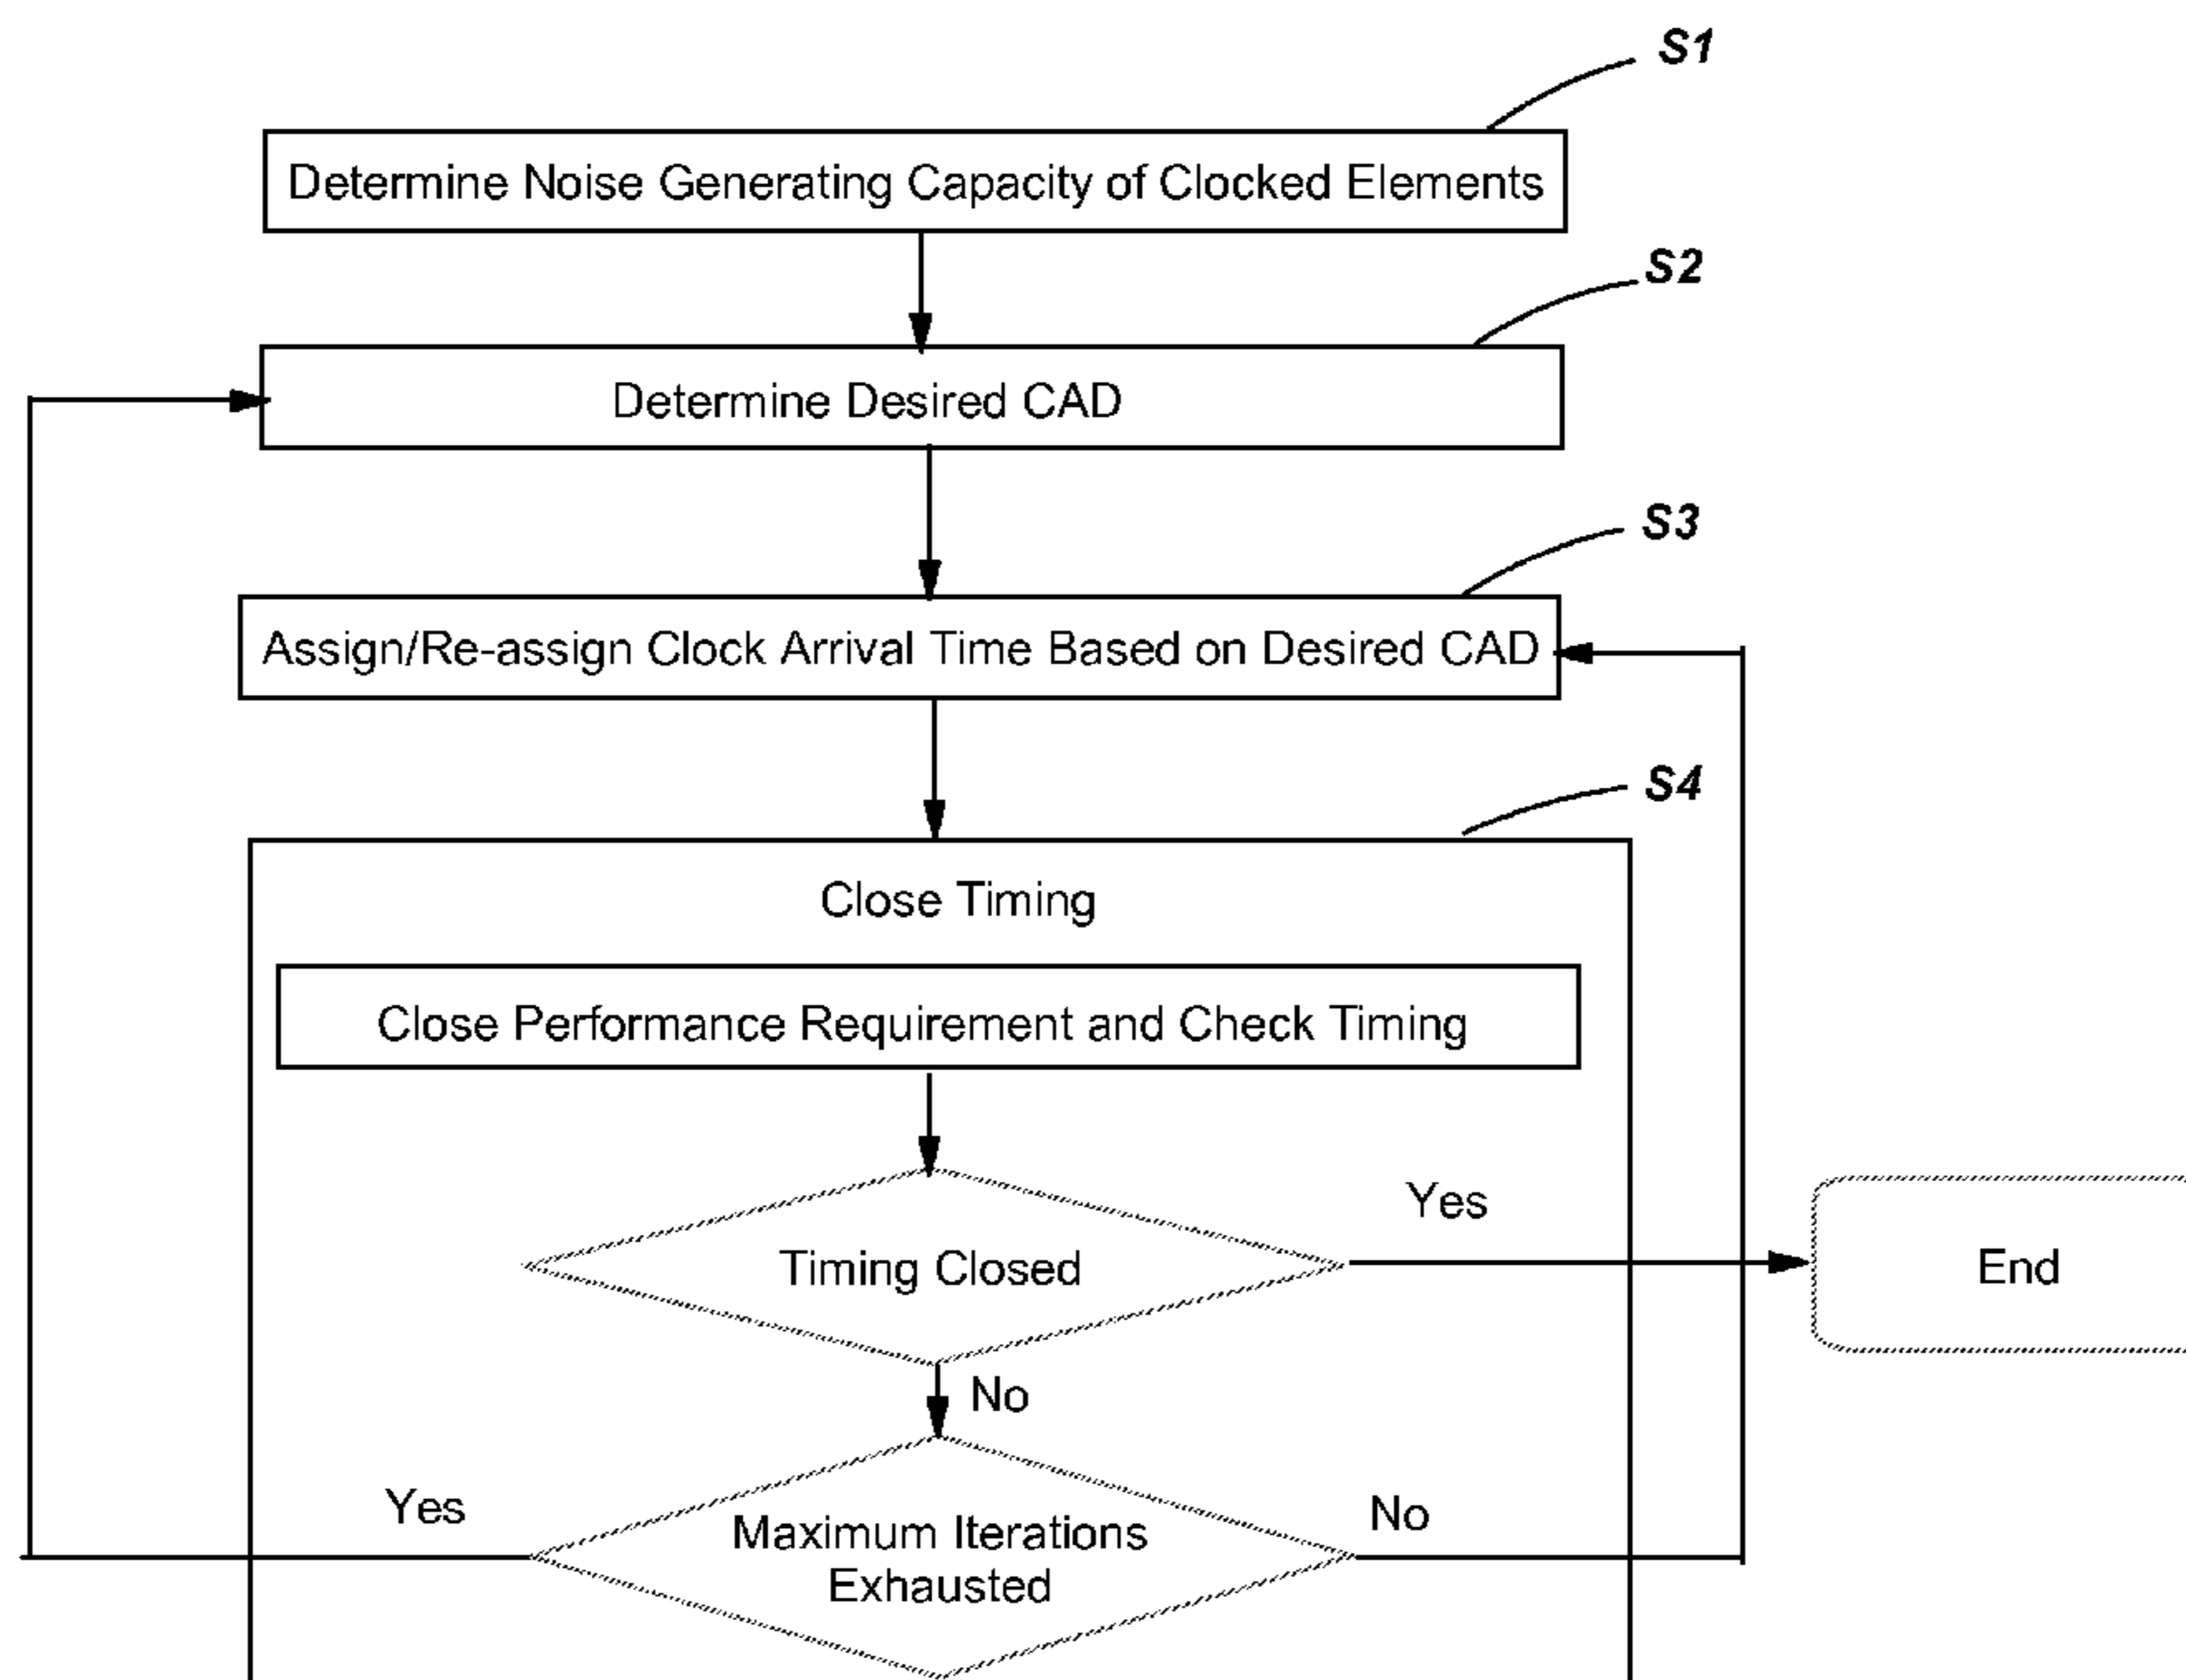 S1
Determine Noise Generating Capacity of Clocked Elements
S2
Determine Desired CAD
S3
Assign/Re-assign Clock Arrival Time Based on Desired CAD
S4
Close Timing
Close Performance Requirement and Check Timing
Yes
Timing Closed
End
No
Yes
No
Maximum Iterations
Exhausted